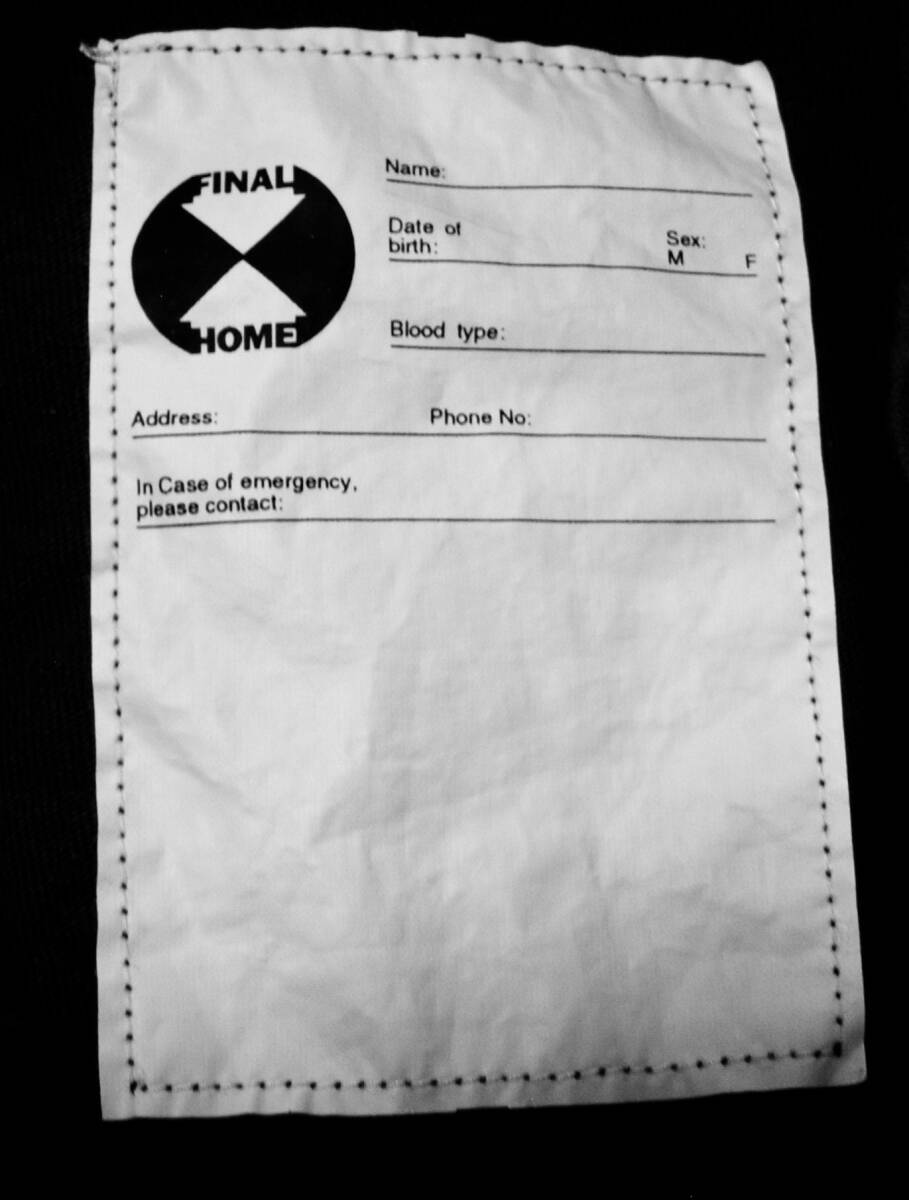 FINAL
HOME
Name:
Date of
birth:
Sex:
M F
Blood type:
Address: Phone No:
In Case of emergency,
please contact: